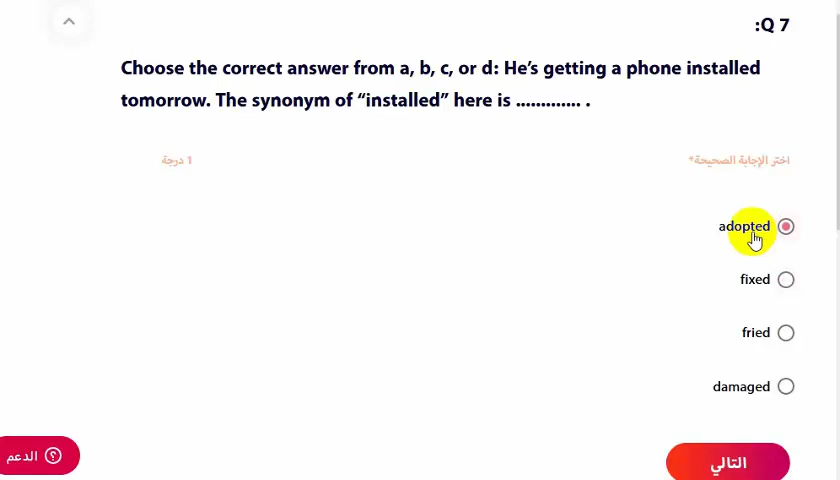 :Q 7
Choose the correct answer from a, b, c, or d: He's getting a phone installed
tomorrow. The synonym of “installed” here is ............. .
اختر الإجابة الصحيحة*
1 درجة
adopted
fixed
fried
damaged
الدعم
التالي